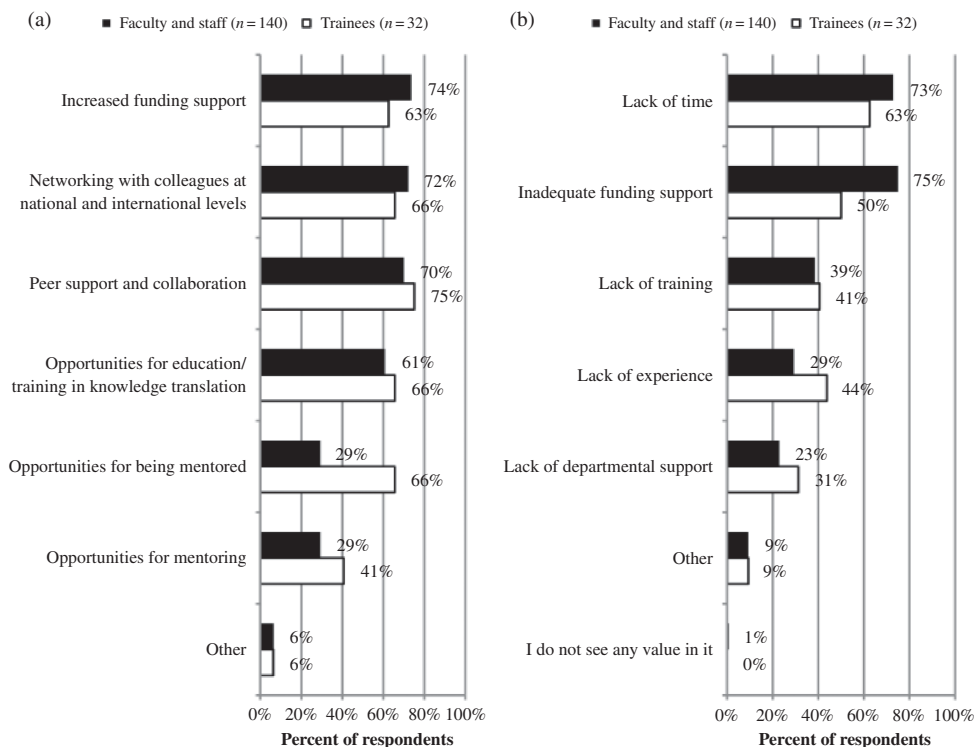 (a)
■ Faculty and staff (n = 140) □ Trainees (n = 32)
Increased funding support
74%
63%
Networking with colleagues at
national and international levels
72%
66%
Peer support and collaboration
70%
75%
Opportunities for education/
training in knowledge translation
61%
66%
Opportunities for being mentored
29%
66%
Opportunities for mentoring
29%
41%
Other
6%
6%
0% 20% 40% 60% 80% 100%
Percent of respondents
(b)
■ Faculty and staff (n = 140) □ Trainees (n = 32)
Lack of time
73%
63%
Inadequate funding support
75%
50%
Lack of training
39%
41%
Lack of experience
29%
44%
Lack of departmental support
23%
31%
Other
9%
9%
I do not see any value in it
1%
0%
0% 20% 40% 60% 80% 100%
Percent of respondents